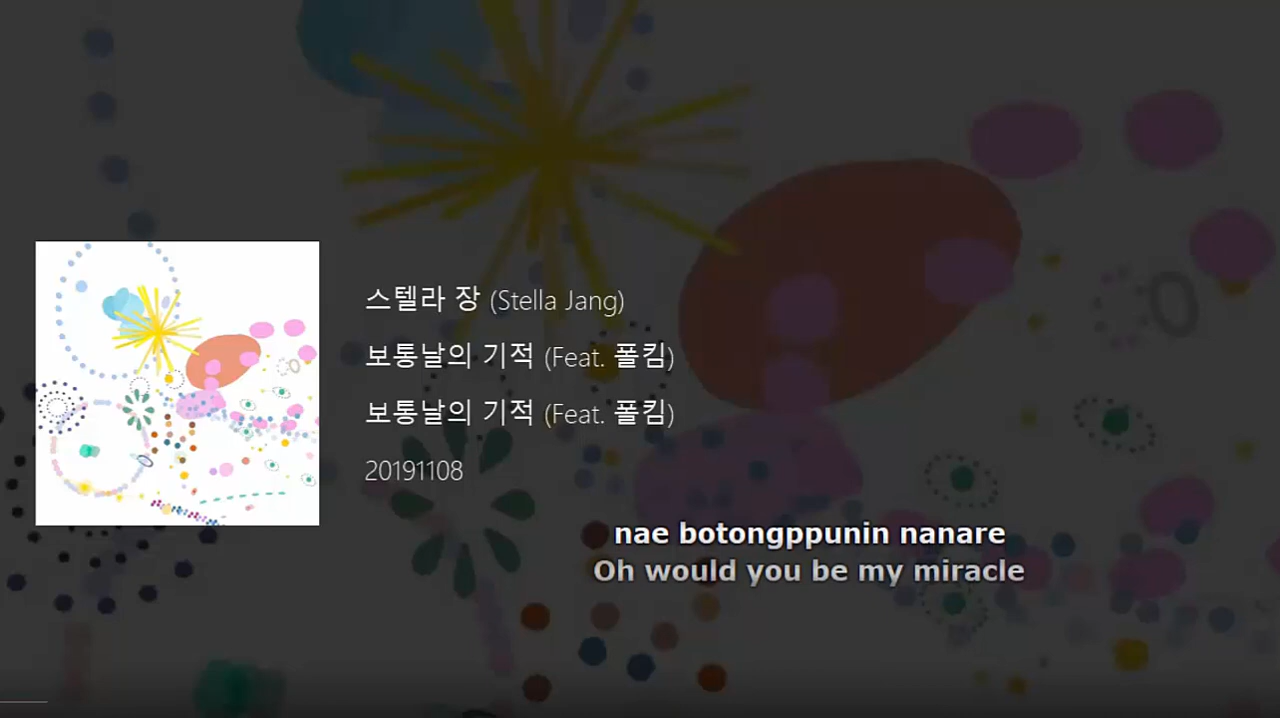 스텔라 장 (Stella Jang)
보통날의 기적 (Feat. 폴킴)
보통날의 기적 (Feat. 폴킴)
20191108
nae botongppunin nanare
Oh would you be my miracle